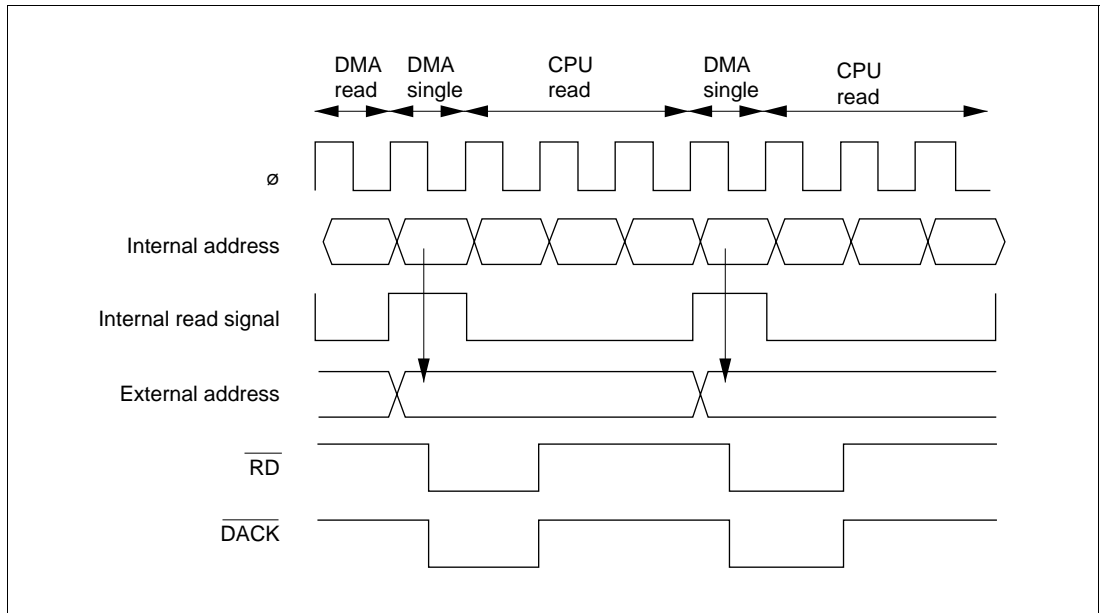 DMA read
DMA single
CPU read
DMA single
CPU read
ø
Internal address
Internal read signal
External address
RD
DACK